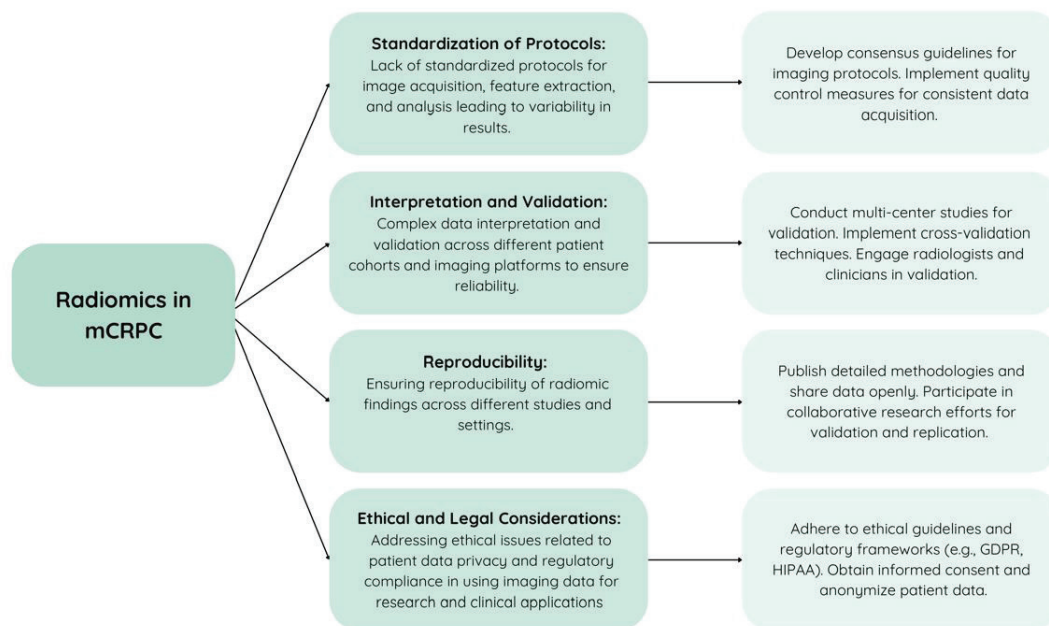 Radiomics in
mCRPC
Standardization of Protocols:
Lack of standardized protocols for
image acquisition, feature extraction,
and analysis leading to variability in
results.
Develop consensus guidelines for
imaging protocols. Implement quality
control measures for consistent data
acquisition.
Interpretation and Validation:
Complex data interpretation and
validation across different patient
cohorts and imaging platforms to ensure
reliability.
Conduct multi-center studies for
validation. Implement cross-validation
techniques. Engage radiologists and
clinicians in validation.
Reproducibility:
Ensuring reproducibility of radiomic
findings across different studies and
settings.
Publish detailed methodologies and
share data openly. Participate in
collaborative research efforts for
validation and replication.
Ethical and Legal Considerations:
Addressing ethical issues related to
patient data privacy and regulatory
compliance in using imaging data for
research and clinical applications
Adhere to ethical guidelines and
regulatory frameworks (e.g., GDPR,
HIPAA). Obtain informed consent and
anonymize patient data.